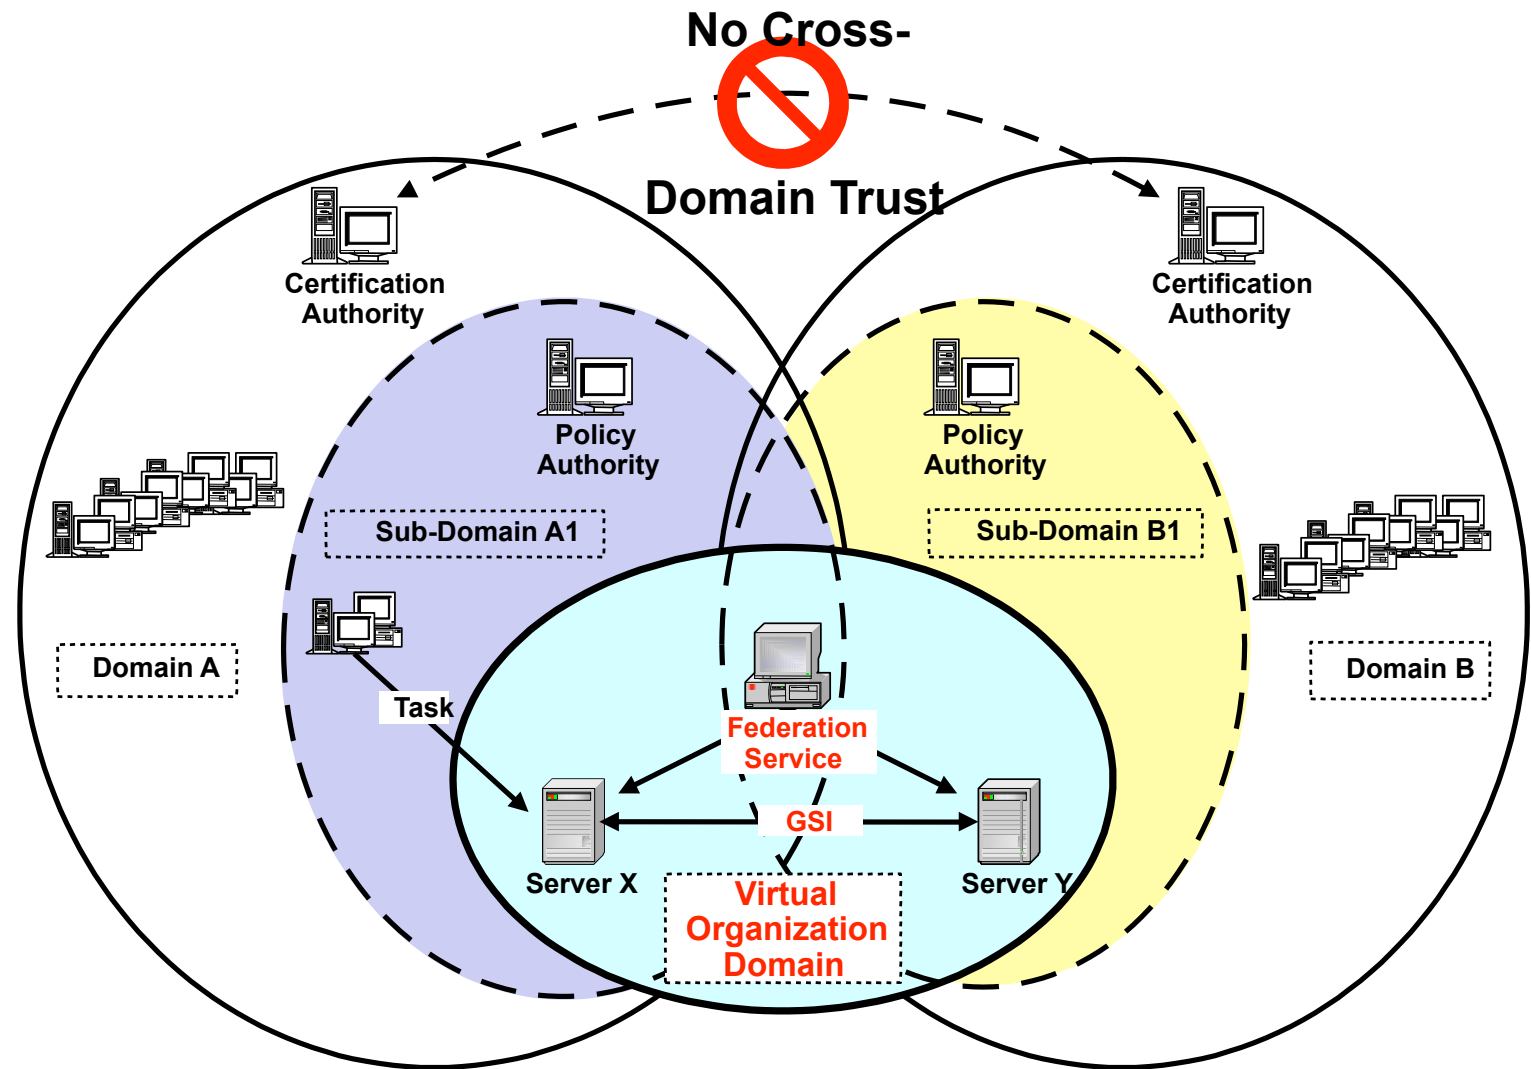 No Cross-
Domain Trust
Certification
Authority
Certification
Authority
Policy
Authority
Policy
Authority
Sub-Domain A1
Sub-Domain B1
Domain A
Domain B
Task
Federation
Service
GSI
Server X
Server Y
Virtual
Organization
Domain